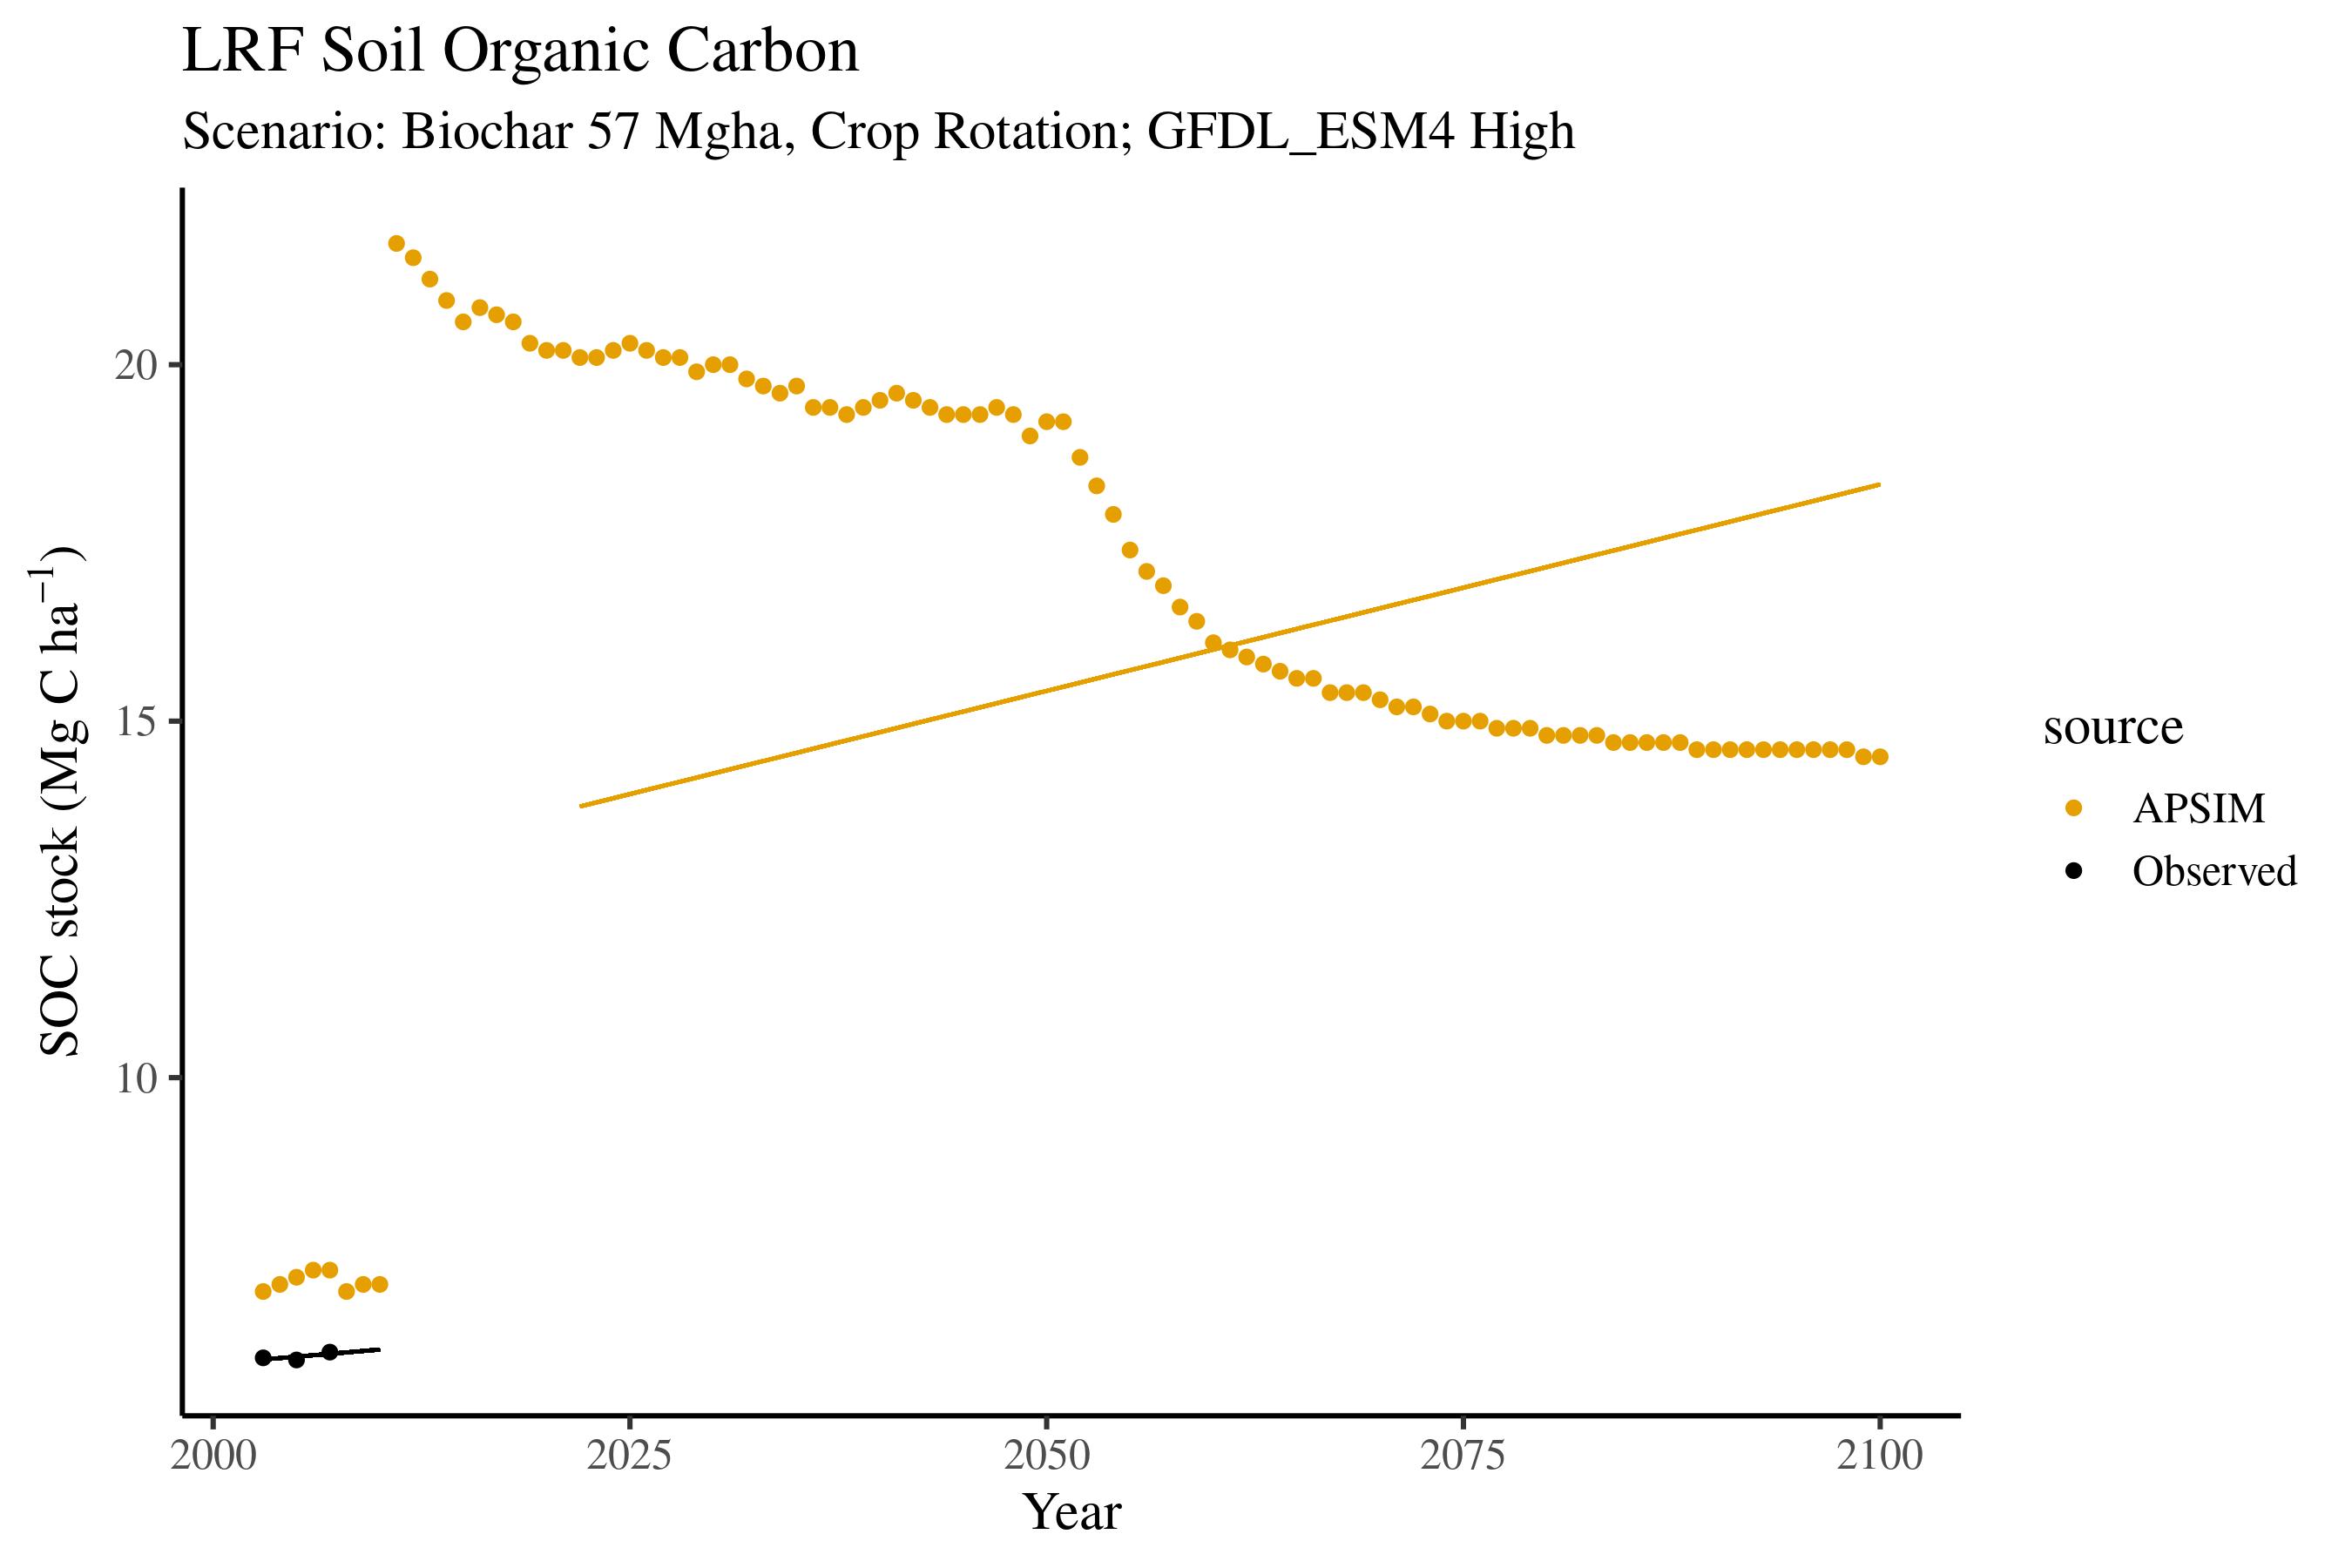 LRF Soil Organic Carbon
Scenario: Biochar 57 Mgha, Crop Rotation; GFDL_ESM4 High
SOC stock (Mg C ha⁻¹)
20
15
10
2000 2025 2050 2075 2100
Year
source
APSIM
Observed